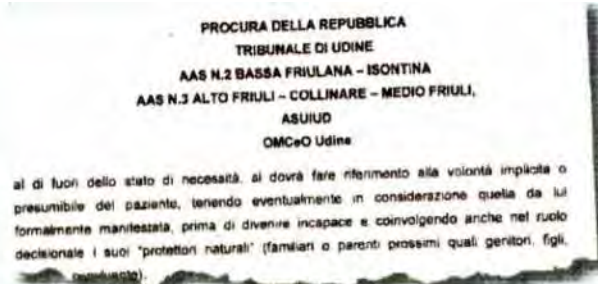 PROCURA DELLA REPUBBLICA
TRIBUNALE DI UDINE
AAS N.2 BASSA FRIULANA – ISONTINA
AAS N.3 ALTO FRIULI – COLLINARE – MEDIO FRIULI,
ASUIUD
OMCeO Udine
al di fuori dello stato di necessità, si dovrà fare riferimento alla volontà implicita o
presumibile del paziente, tenendo eventualmente in considerazione quella da lui
formalmente manifestata, prima di divenire incapace e coinvolgendo anche nel ruolo
decisionale i suoi "protettori naturali" (familiari o parenti prossimi quali genitori, figli,